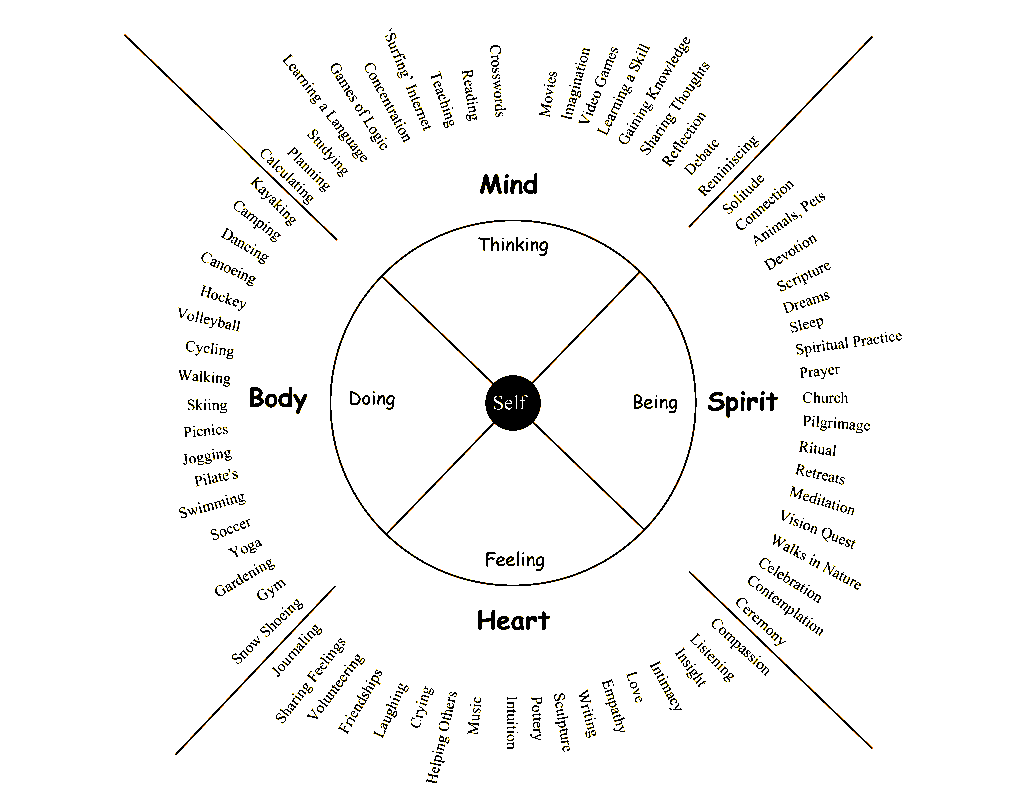 Calculating
Planning
Studying
Learning a Language
Games of Logic
Concentration
'Surfing' Internet
Teaching
Reading
Crosswords
Movies
Imagination
Video Games
Learning a Skill
Gaining Knowledge
Sharing Thoughts
Reflection
Debate
Reminiscing
Solitude
Connection
Animals, Pets
Devotion
Scripture
Dreams
Sleep
Spiritual Practice
Prayer
Church
Pilgrimage
Ritual
Retreats
Meditation
Vision Quest
Walks in Nature
Celebration
Contemplation
Ceremony
Compassion
Listening
Insight
Intimacy
Love
Empathy
Writing
Sculpture
Pottery
Intuition
Music
Helping Others
Crying
Laughing
Friendships
Volunteering
Sharing Feelings
Journaling
Snow Shoeing
Gym
Gardening
Yoga
Soccer
Swimming
Pilate's
Jogging
Picnics
Skiing
Walking
Cycling
Volleyball
Hockey
Canoeing
Dancing
Camping
Kayaking
Mind
Thinking
Body
Doing
Self
Being
Spirit
Feeling
Heart